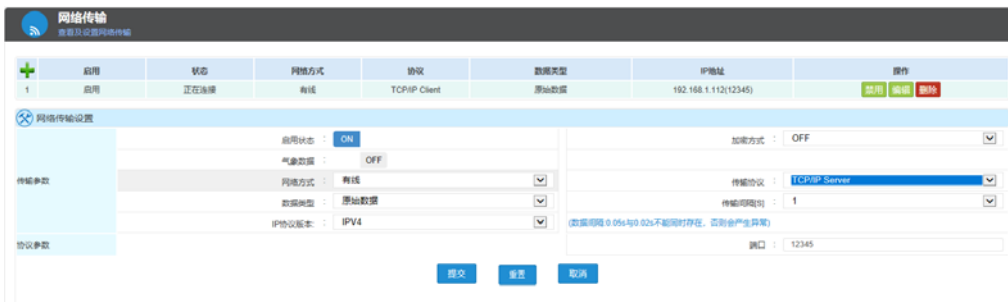 网络传输
查看及设置网络传输
启用 状态 网络方式 协议 数据类型 IP地址 操作
1 启用 正在连接 有线 TCP/IP Client 原始数据 192.168.1.112(12345) 禁用 编辑 删除
网络传输设置
启用状态 : ON 加密方式 : OFF
气象数据 : OFF
传输参数 网络方式 : 有线 传输协议 : TCP/IP Server
数据类型 : 原始数据 传输间隔[S] : 1
IP协议版本: : IPV4 (数据间隔:0.05s与0.02s不能同时存在, 否则会产生异常)
协议参数 端口 : 12345
提交 重置 取消